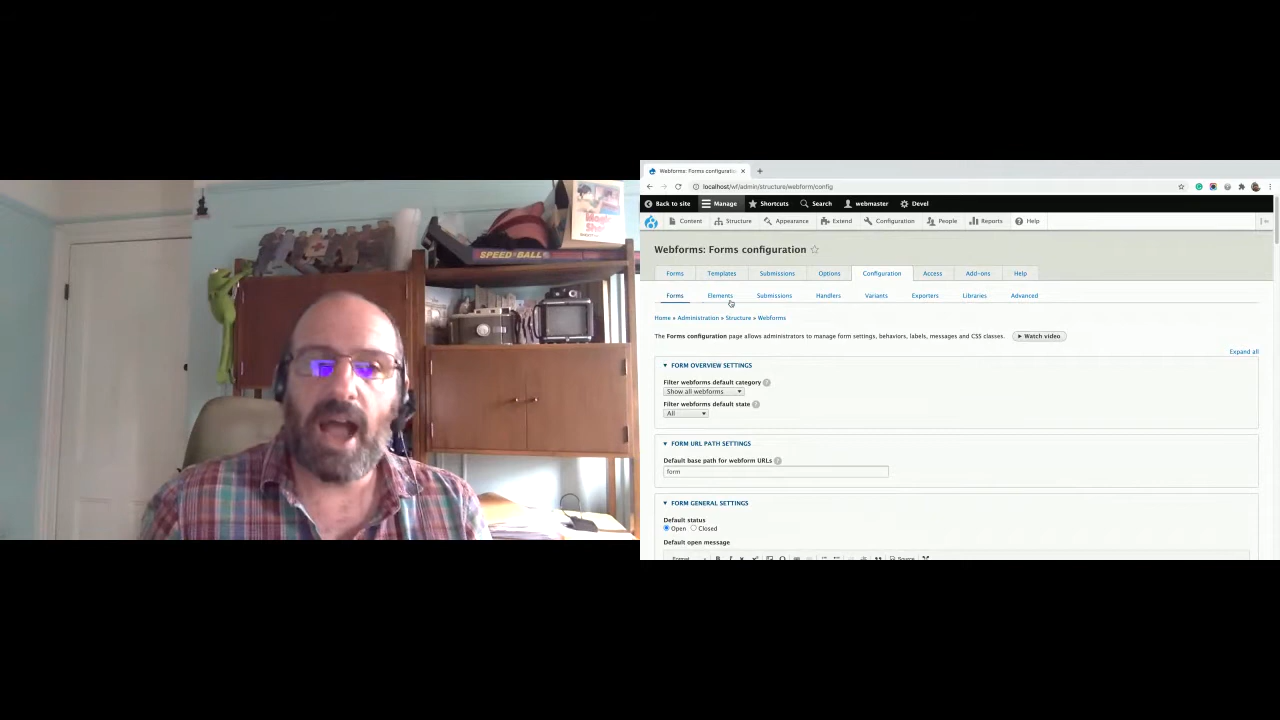 SPEED BALL
Webforms: Forms configuratio
localhost/wf/admin/structure/webform/config
Back to site Manage Shortcuts Search webmaster Devel
Content Structure Appearance Extend Configuration People Reports Help
Webforms: Forms configuration
Forms Templates Submissions Options Configuration Access Add-ons Help
Forms Elements Submissions Handlers Variants Exporters Libraries Advanced
Home » Administration » Structure » Webforms
The Forms configuration page allows administrators to manage form settings, behaviors, labels, messages and CSS classes. Watch video
Expand all
FORM OVERVIEW SETTINGS
Filter webforms default category
Show all webforms
Filter webforms default state
All
FORM URL PATH SETTINGS
Default base path for webform URLs
form
FORM GENERAL SETTINGS
Default status
Open Closed
Default open message
Format
Source